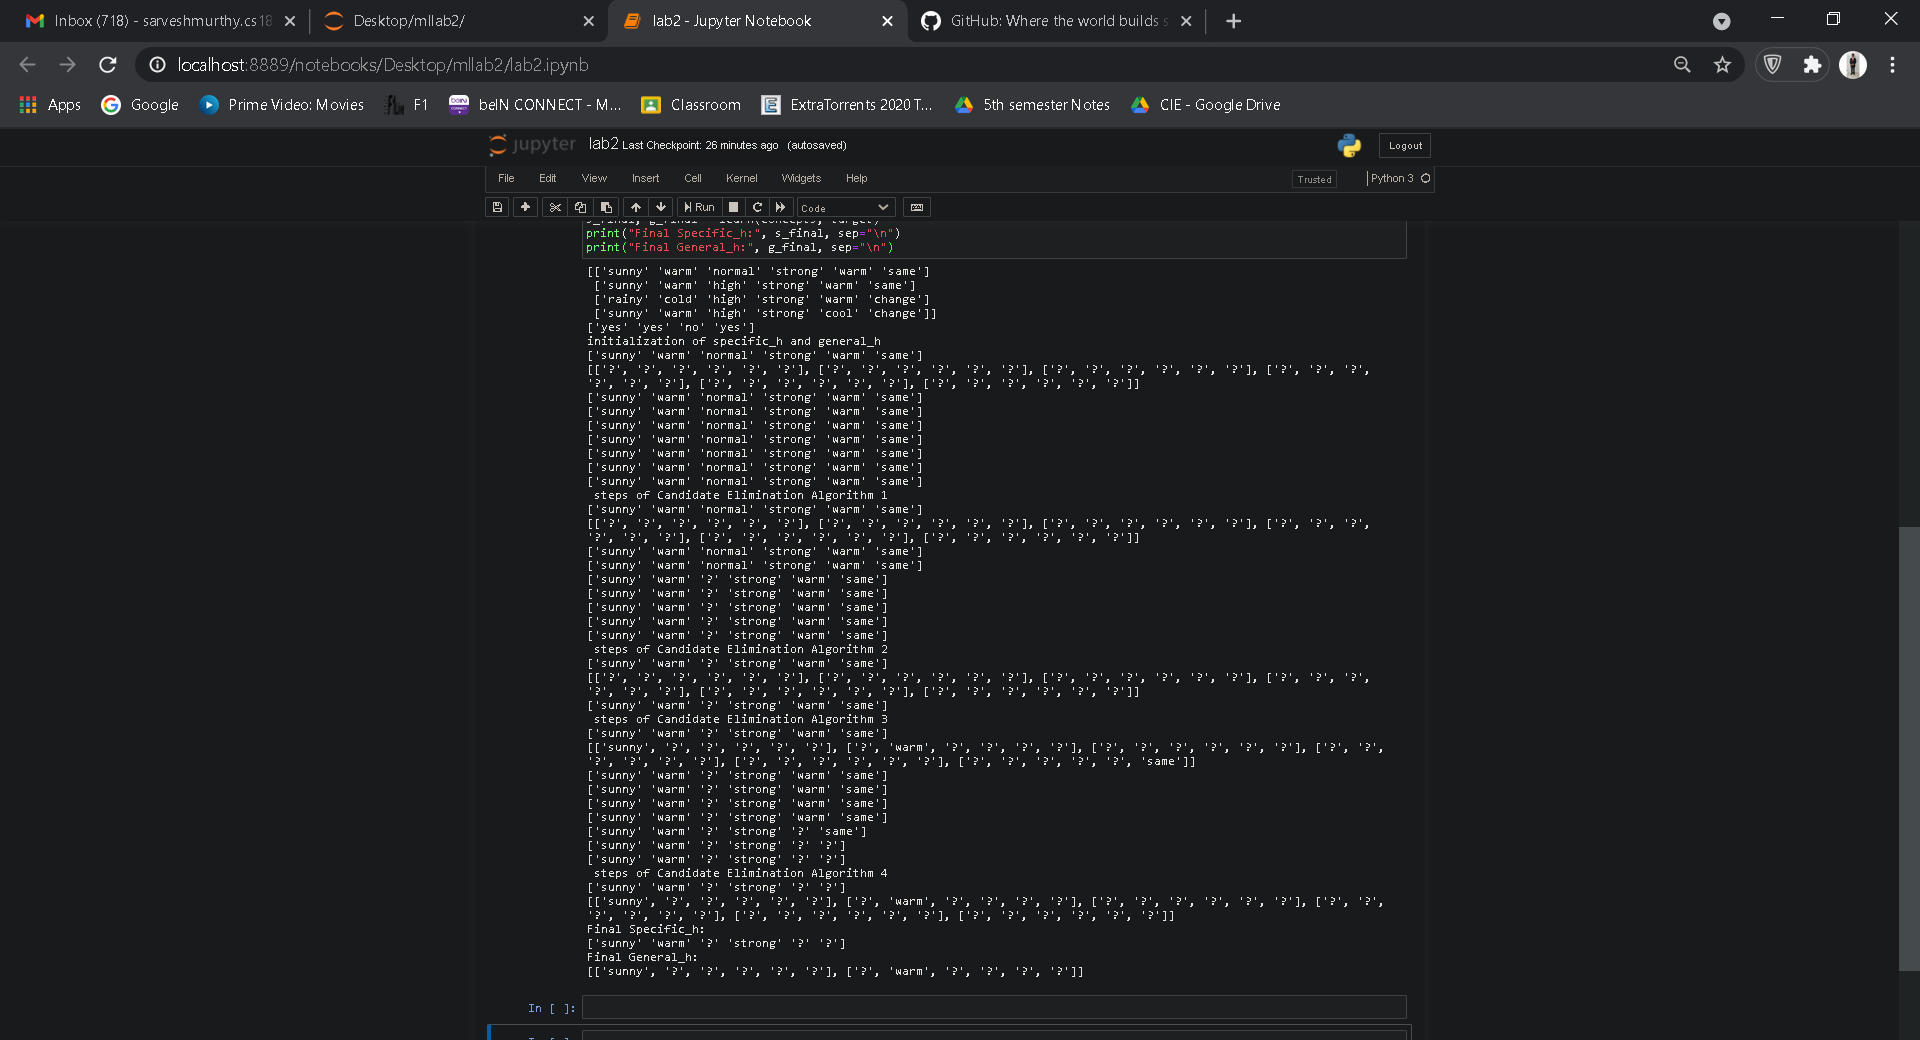 Inbox (718) - sarveshmurthy.cs18
Desktop/mllab2/
lab2 - Jupyter Notebook
GitHub: Where the world builds s
localhost:8889/notebooks/Desktop/mllab2/lab2.ipynb
Apps
Google
Prime Video: Movies
F1
beIN CONNECT - M...
Classroom
ExtraTorrents 2020 T...
5th semester Notes
CIE - Google Drive
jupyter
lab2 Last Checkpoint: 26 minutes ago (autosaved)
Logout
File Edit View Insert Cell Kernel Widgets Help
Trusted
Python 3
Run
Code
s_final, g_final = learn(concepts, target)
print("Final Specific_h:", s_final, sep="\n")
print("Final General_h:", g_final, sep="\n")
[['sunny' 'warm' 'normal' 'strong' 'warm' 'same']
['sunny' 'warm' 'high' 'strong' 'warm' 'same']
['rainy' 'cold' 'high' 'strong' 'warm' 'change']
['sunny' 'warm' 'high' 'strong' 'cool' 'change']]
['yes' 'yes' 'no' 'yes']
initialization of specific_h and general_h
['sunny' 'warm' 'normal' 'strong' 'warm' 'same']
[['?', '?', '?', '?', '?', '?'], ['?', '?', '?', '?', '?', '?'], ['?', '?', '?', '?', '?', '?'], ['?', '?', '?',
'?', '?', '?'], ['?', '?', '?', '?', '?', '?'], ['?', '?', '?', '?', '?', '?']]
['sunny' 'warm' 'normal' 'strong' 'warm' 'same']
['sunny' 'warm' 'normal' 'strong' 'warm' 'same']
['sunny' 'warm' 'normal' 'strong' 'warm' 'same']
['sunny' 'warm' 'normal' 'strong' 'warm' 'same']
['sunny' 'warm' 'normal' 'strong' 'warm' 'same']
['sunny' 'warm' 'normal' 'strong' 'warm' 'same']
['sunny' 'warm' 'normal' 'strong' 'warm' 'same']
steps of Candidate Elimination Algorithm 1
['sunny' 'warm' 'normal' 'strong' 'warm' 'same']
[['?', '?', '?', '?', '?', '?'], ['?', '?', '?', '?', '?', '?'], ['?', '?', '?', '?', '?', '?'], ['?', '?', '?',
'?', '?', '?'], ['?', '?', '?', '?', '?', '?'], ['?', '?', '?', '?', '?', '?']]
['sunny' 'warm' 'normal' 'strong' 'warm' 'same']
['sunny' 'warm' 'normal' 'strong' 'warm' 'same']
['sunny' 'warm' '?' 'strong' 'warm' 'same']
['sunny' 'warm' '?' 'strong' 'warm' 'same']
['sunny' 'warm' '?' 'strong' 'warm' 'same']
['sunny' 'warm' '?' 'strong' 'warm' 'same']
['sunny' 'warm' '?' 'strong' 'warm' 'same']
steps of Candidate Elimination Algorithm 2
['sunny' 'warm' '?' 'strong' 'warm' 'same']
[['?', '?', '?', '?', '?', '?'], ['?', '?', '?', '?', '?', '?'], ['?', '?', '?', '?', '?', '?'], ['?', '?', '?',
'?', '?', '?'], ['?', '?', '?', '?', '?', '?'], ['?', '?', '?', '?', '?', '?']]
['sunny' 'warm' '?' 'strong' 'warm' 'same']
steps of Candidate Elimination Algorithm 3
['sunny' 'warm' '?' 'strong' 'warm' 'same']
[['sunny', '?', '?', '?', '?', '?'], ['?', 'warm', '?', '?', '?', '?'], ['?', '?', '?', '?', '?', '?'], ['?', '?',
'?', '?', '?', '?'], ['?', '?', '?', '?', '?', '?'], ['?', '?', '?', '?', '?', 'same']]
['sunny' 'warm' '?' 'strong' 'warm' 'same']
['sunny' 'warm' '?' 'strong' 'warm' 'same']
['sunny' 'warm' '?' 'strong' 'warm' 'same']
['sunny' 'warm' '?' 'strong' 'warm' 'same']
['sunny' 'warm' '?' 'strong' '?' 'same']
['sunny' 'warm' '?' 'strong' '?' '?']
['sunny' 'warm' '?' 'strong' '?' '?']
steps of Candidate Elimination Algorithm 4
['sunny' 'warm' '?' 'strong' '?' '?']
[['sunny', '?', '?', '?', '?', '?'], ['?', 'warm', '?', '?', '?', '?'], ['?', '?', '?', '?', '?', '?'], ['?', '?',
'?', '?', '?', '?'], ['?', '?', '?', '?', '?', '?'], ['?', '?', '?', '?', '?', '?']]
Final Specific_h:
['sunny' 'warm' '?' 'strong' '?' '?']
Final General_h:
[['sunny', '?', '?', '?', '?', '?'], ['?', 'warm', '?', '?', '?', '?']]
In [ ]: